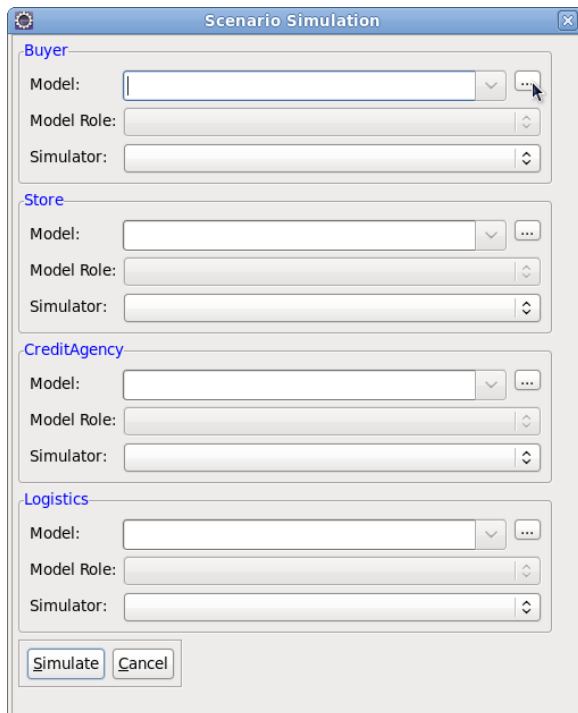 Scenario Simulation
Buyer
Model: ...
Model Role:
Simulator:
Store
Model: ...
Model Role:
Simulator:
CreditAgency
Model: ...
Model Role:
Simulator:
Logistics
Model: ...
Model Role:
Simulator:
Simulate Cancel